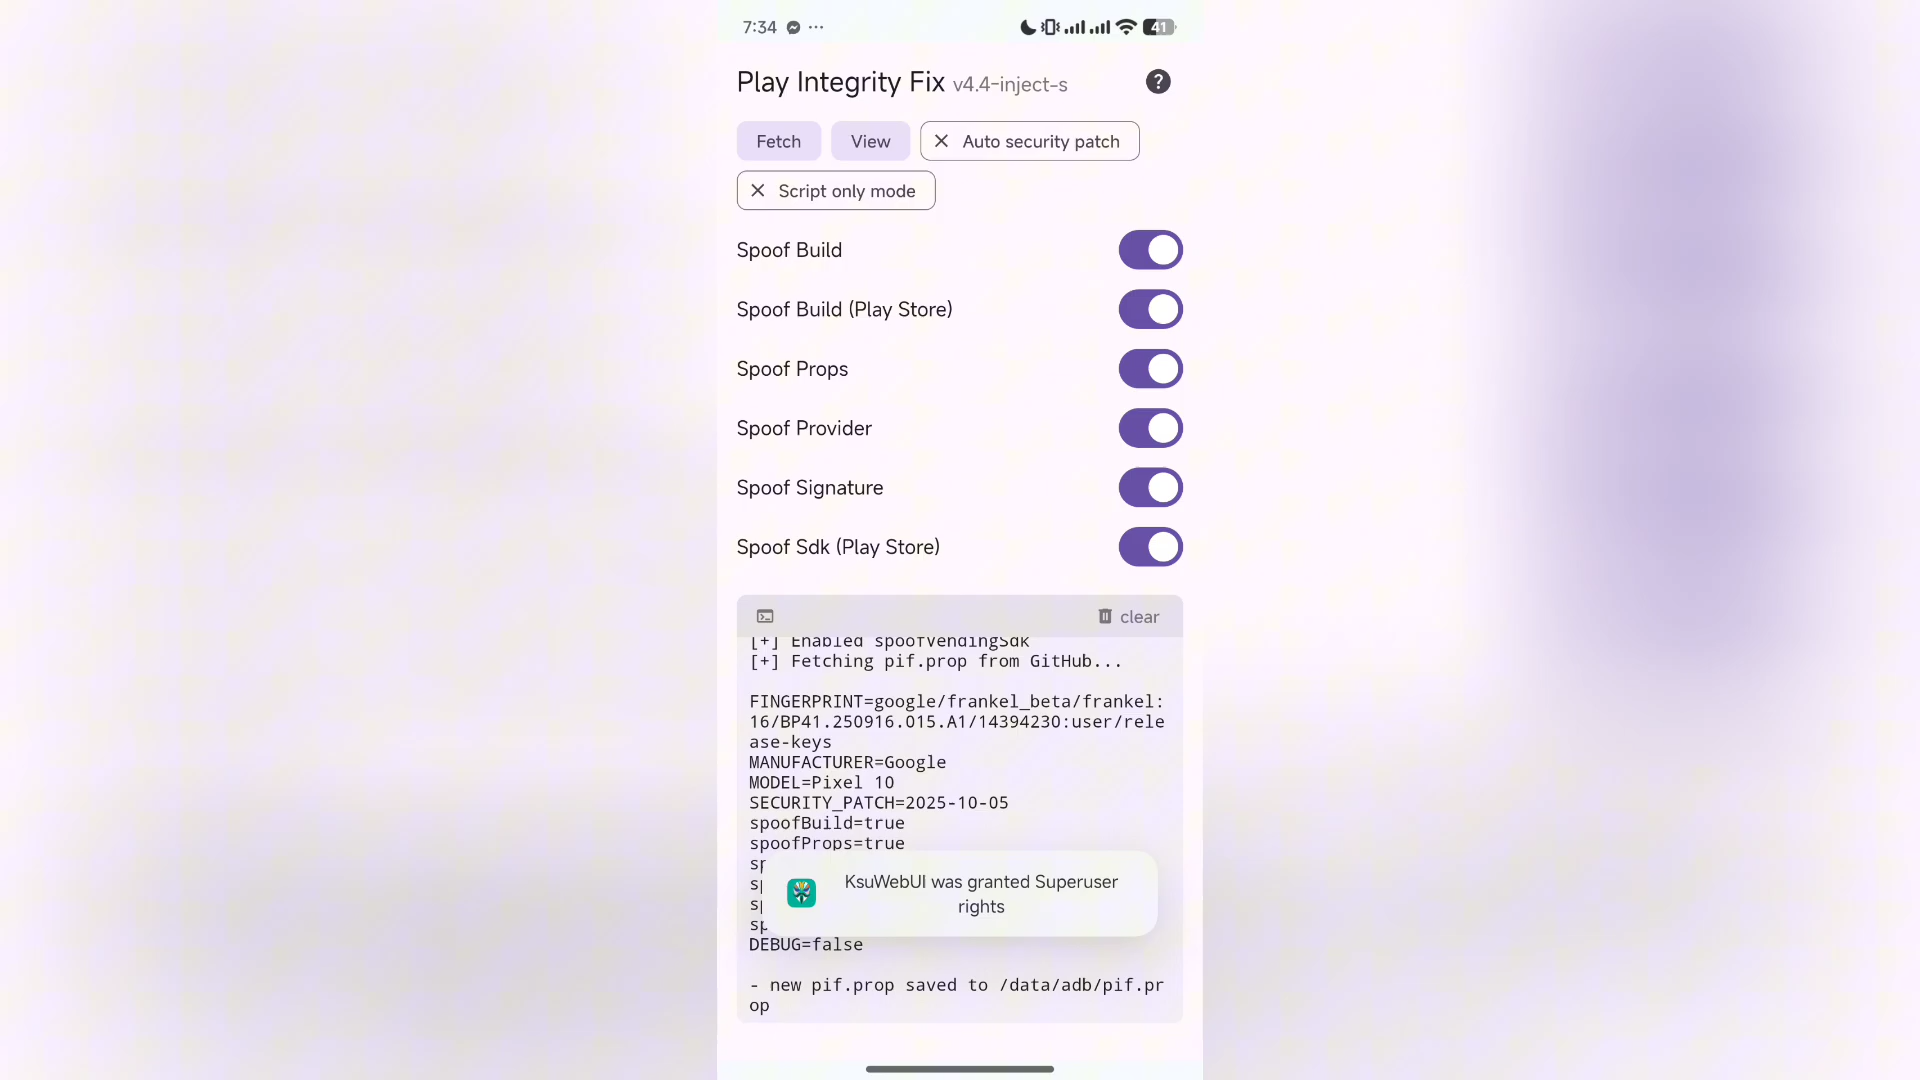 7:34
41
Play Integrity Fix v4.4-inject-s
Fetch
View
Auto security patch
Script only mode
Spoof Build
Spoof Build (Play Store)
Spoof Props
Spoof Provider
Spoof Signature
Spoof Sdk (Play Store)
clear
[+] Enabled spoofVendingSdk
[+] Fetching pif.prop from GitHub...
FINGERPRINT=google/frankel_beta/frankel:
16/BP41.250916.015.A1/14394230:user/rele
ase-keys
MANUFACTURER=Google
MODEL=Pixel 10
SECURITY_PATCH=2025-10-05
spoofBuild=true
spoofProps=true
KsuWebUI was granted Superuser
rights
DEBUG=false
- new pif.prop saved to /data/adb/pif.pr
op